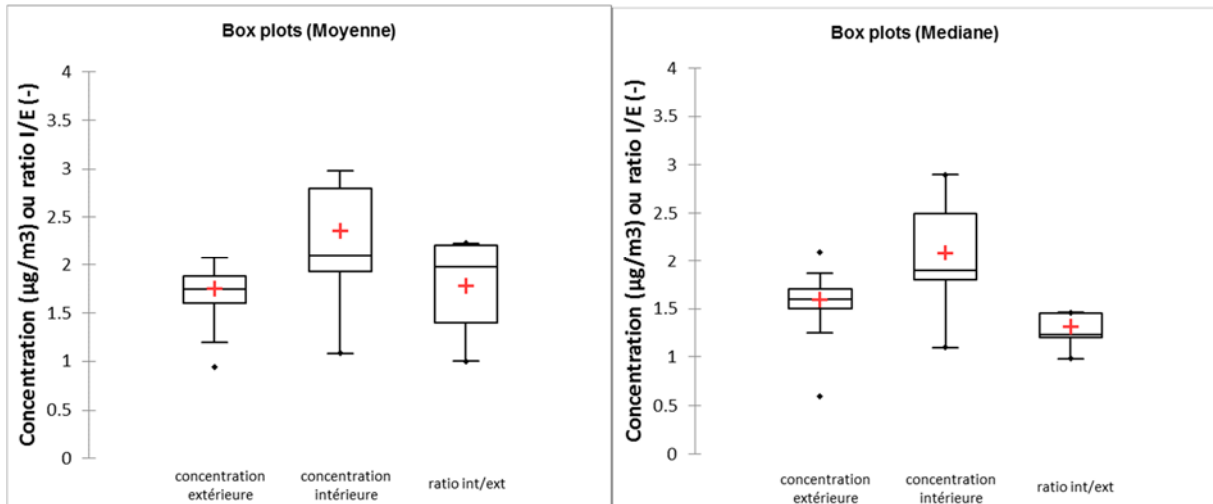 Box plots (Moyenne)
Concentration (µg/m3) ou ratio I/E (-)
4
3.5
3
2.5
2
1.5
1
0.5
0
concentration
extérieure
concentration
intérieure
ratio int/ext
Box plots (Mediane)
Concentration (µg/m3) ou ratio I/E (-)
4
3.5
3
2.5
2
1.5
1
0.5
0
concentration
extérieure
concentration
intérieure
ratio int/ext